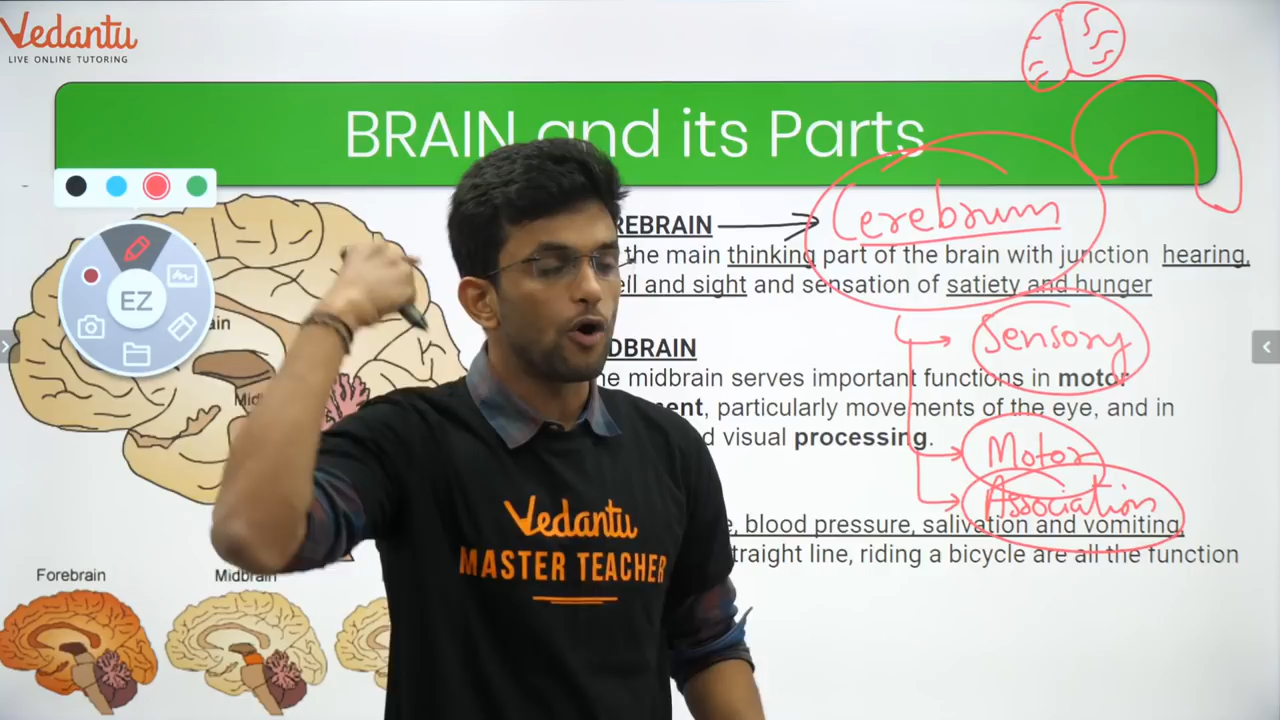 Vedantu
LIVE ONLINE TUTORING
BRAIN and its Parts
EZ
REBRAIN
Cerebrum
the main thinking part of the brain with junction hearing,
ell and sight and sensation of satiety and hunger
Sensory
DBRAIN
he midbrain serves important functions in motor
ment, particularly movements of the eye, and in
d visual processing.
Motor
Association
e, blood pressure, salivation and vomiting,
traight line, riding a bicycle are all the function
Forebrain
Midbrain
Vedantu
MASTER TEACHER